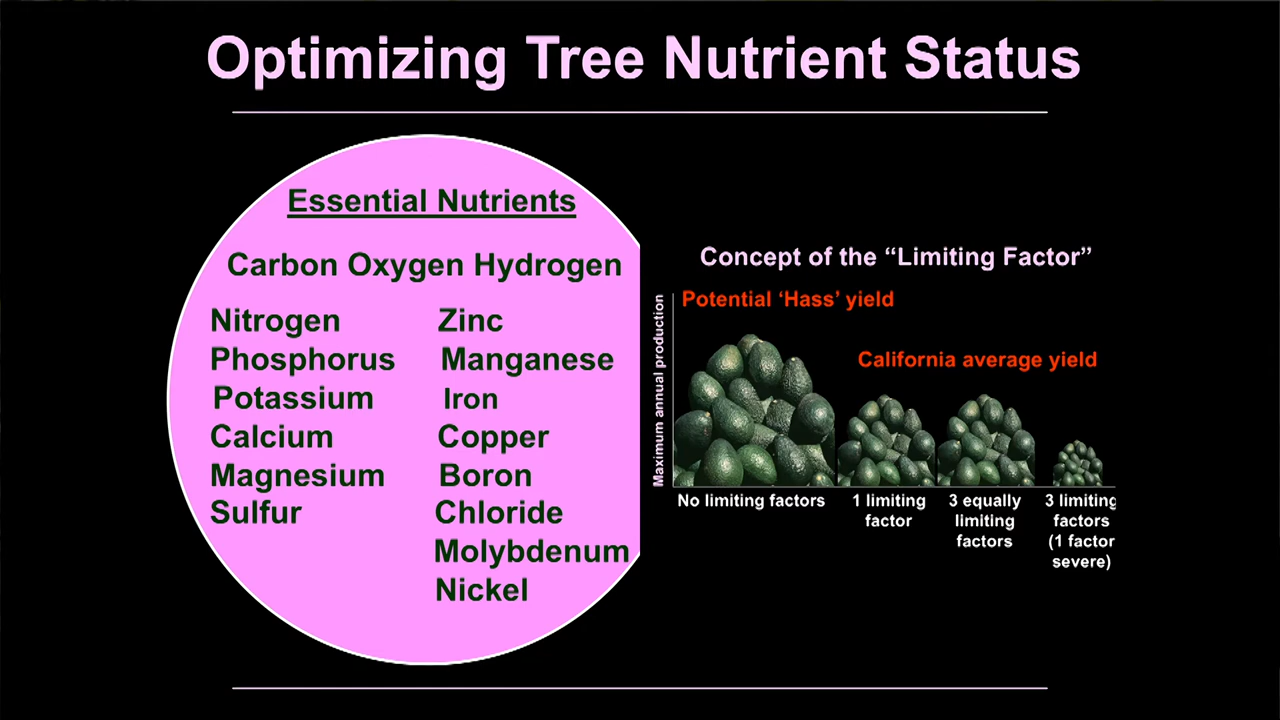 Optimizing Tree Nutrient Status
Essential Nutrients
Carbon Oxygen Hydrogen
Nitrogen
Phosphorus
Potassium
Calcium
Magnesium
Sulfur
Zinc
Manganese
Iron
Copper
Boron
Chloride
Molybdenum
Nickel
Concept of the “Limiting Factor”
Potential ‘Hass’ yield
California average yield
Maximum annual production
No limiting factors
1 limiting
factor
3 equally
limiting
factors
3 limiting
factors
(1 factor
severe)